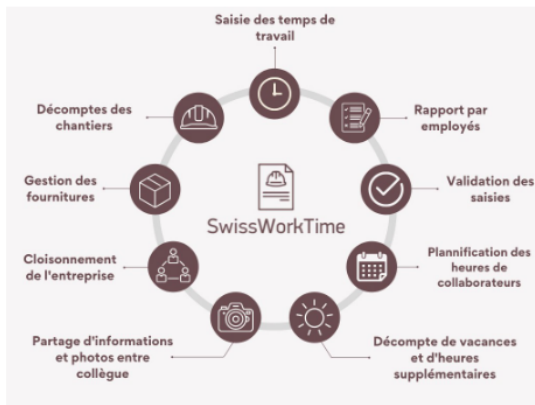 Saisie des temps de
travail
Décomptes des
chantiers
Rapport par
employés
Gestion des
fournitures
Validation des
saisies
SwissWorkTime
Cloisonnement
de l'entreprise
Plannification des
heures de
collaborateurs
Partage d'informations
et photos entre
collègue
Décompte de vacances
et d'heures
supplémentaires